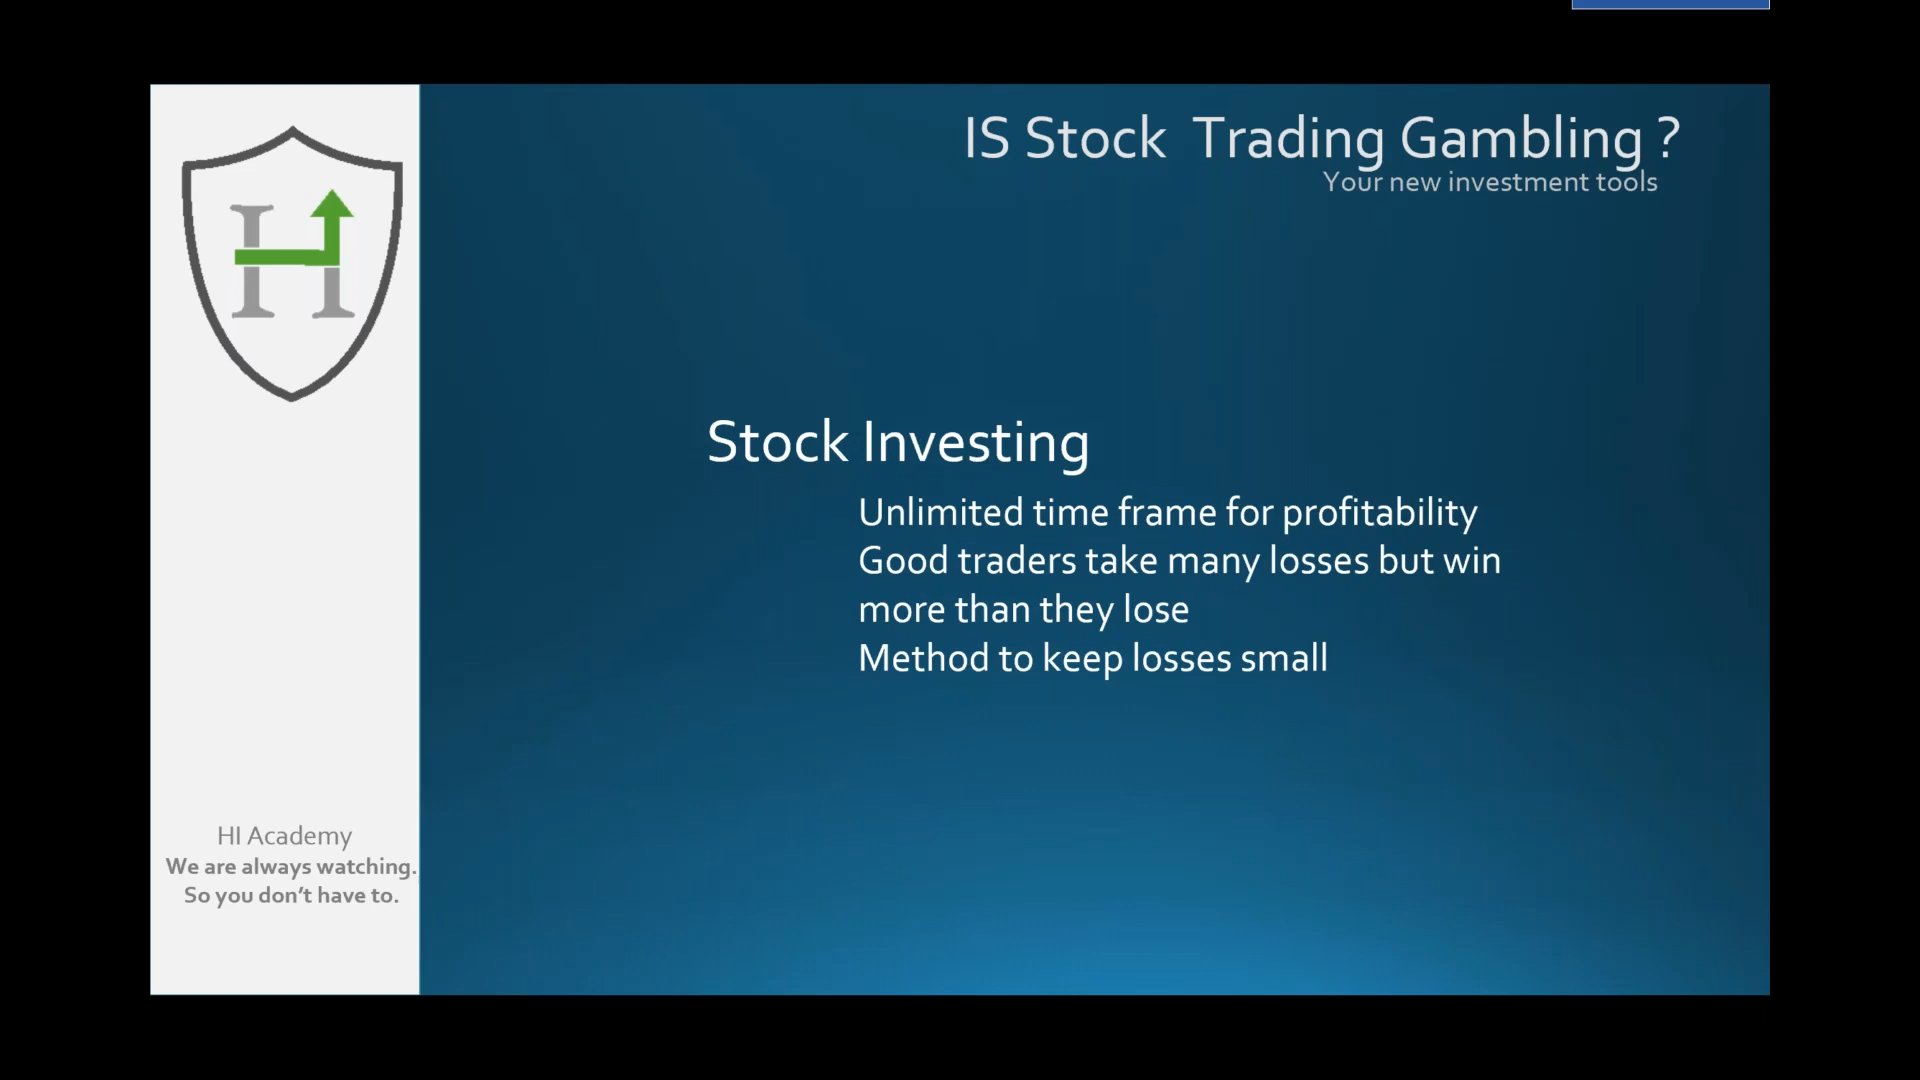 IS Stock Trading Gambling ?
Your new investment tools
H
Stock Investing
Unlimited time frame for profitability
Good traders take many losses but win
more than they lose
Method to keep losses small
HI Academy
We are always watching.
So you don’t have to.